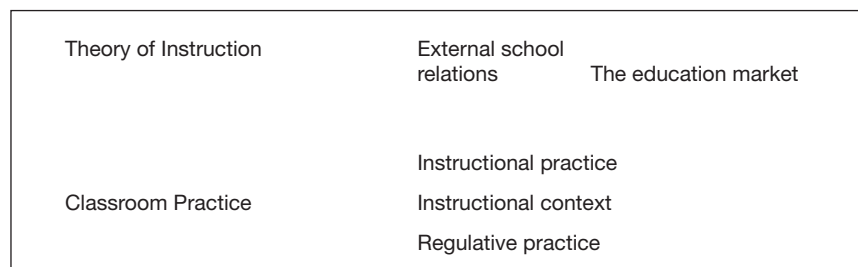 Theory of Instruction External school
relations The education market
Instructional practice
Classroom Practice Instructional context
Regulative practice